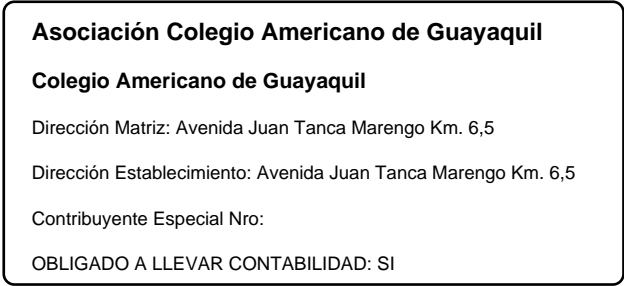 Asociación Colegio Americano de Guayaquil
Colegio Americano de Guayaquil
Dirección Matriz: Avenida Juan Tanca Marengo Km. 6,5
Dirección Establecimiento: Avenida Juan Tanca Marengo Km. 6,5
Contribuyente Especial Nro:
OBLIGADO A LLEVAR CONTABILIDAD: SI